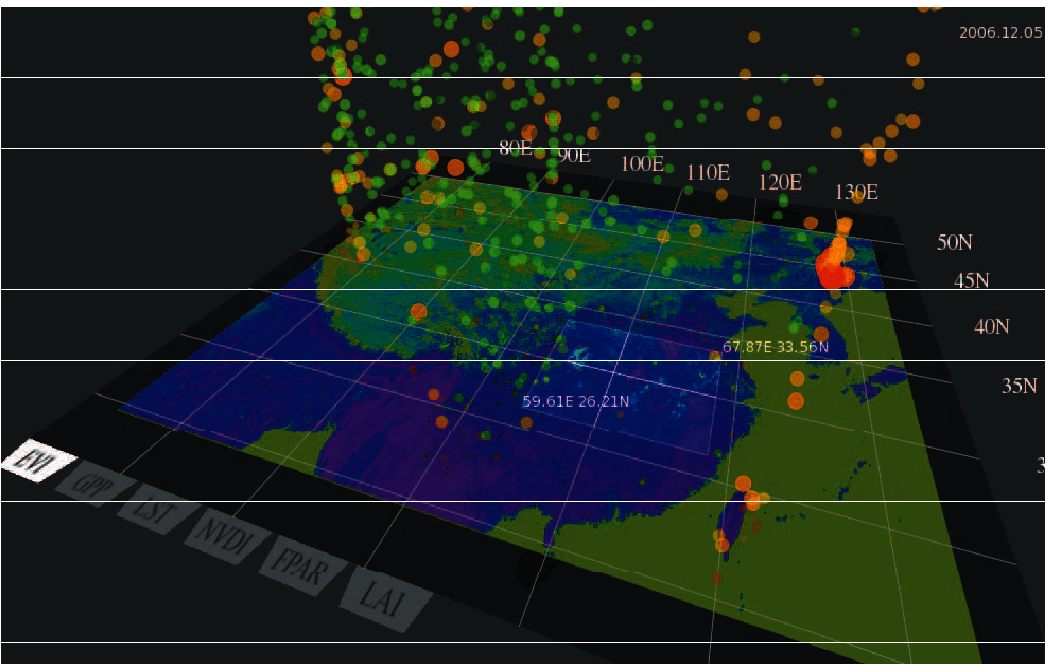 2006.12.05
80E
90E
100E
110E
120E
130E
50N
45N
40N
67.87E 33.56N
35N
59.61E 26.21N
EVI
GPP
LST
NVDI
FPAR
LAI